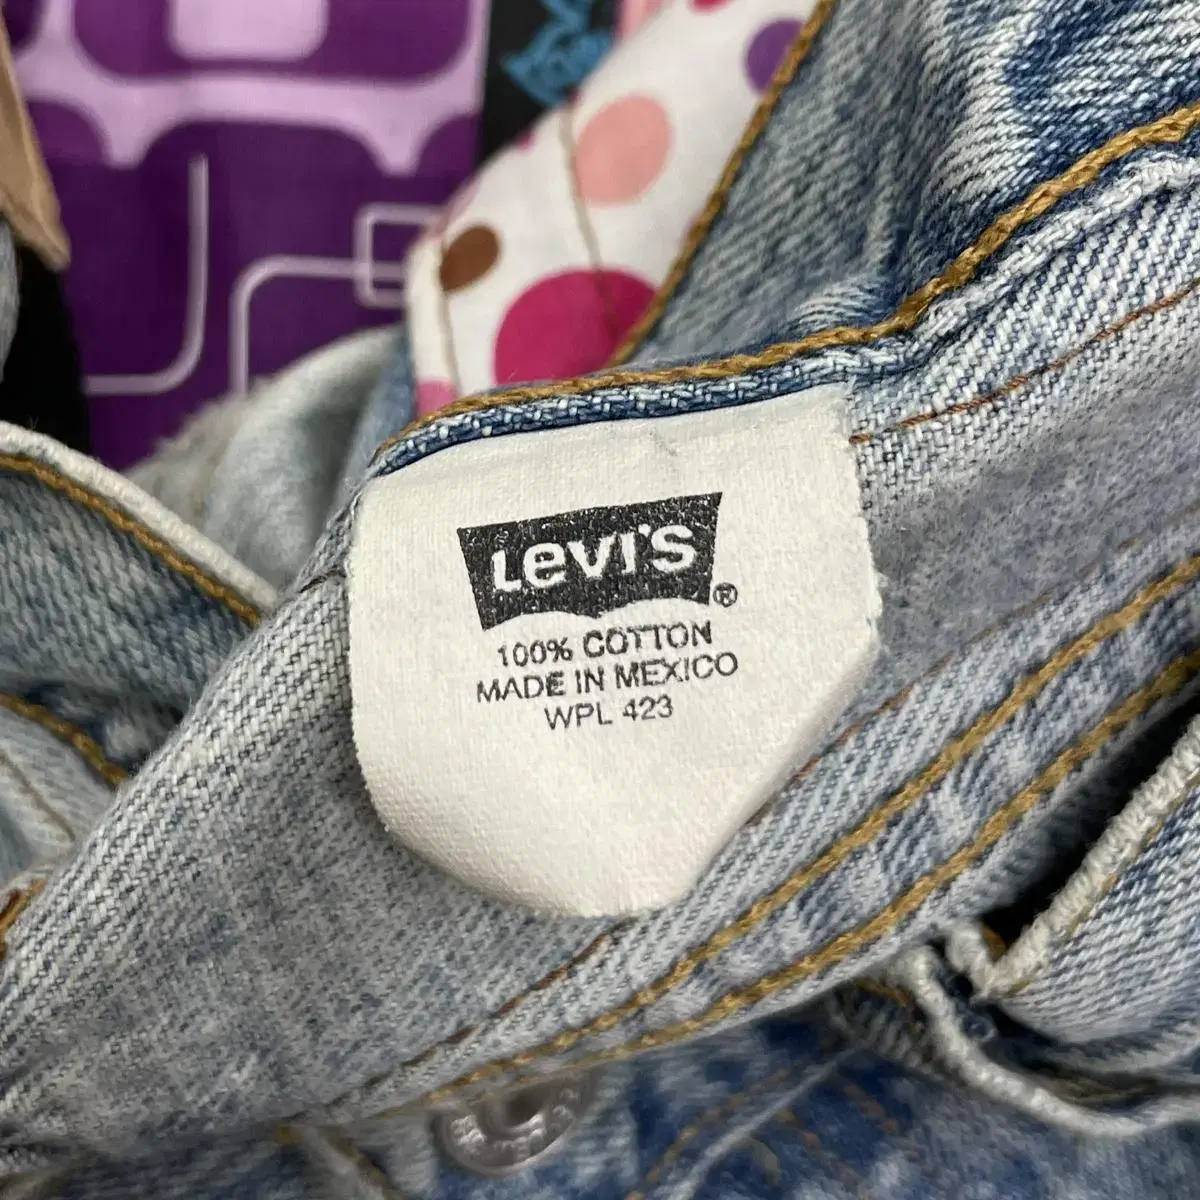 Levi's ®
100% COTTON
MADE IN MEXICO
WPL 423